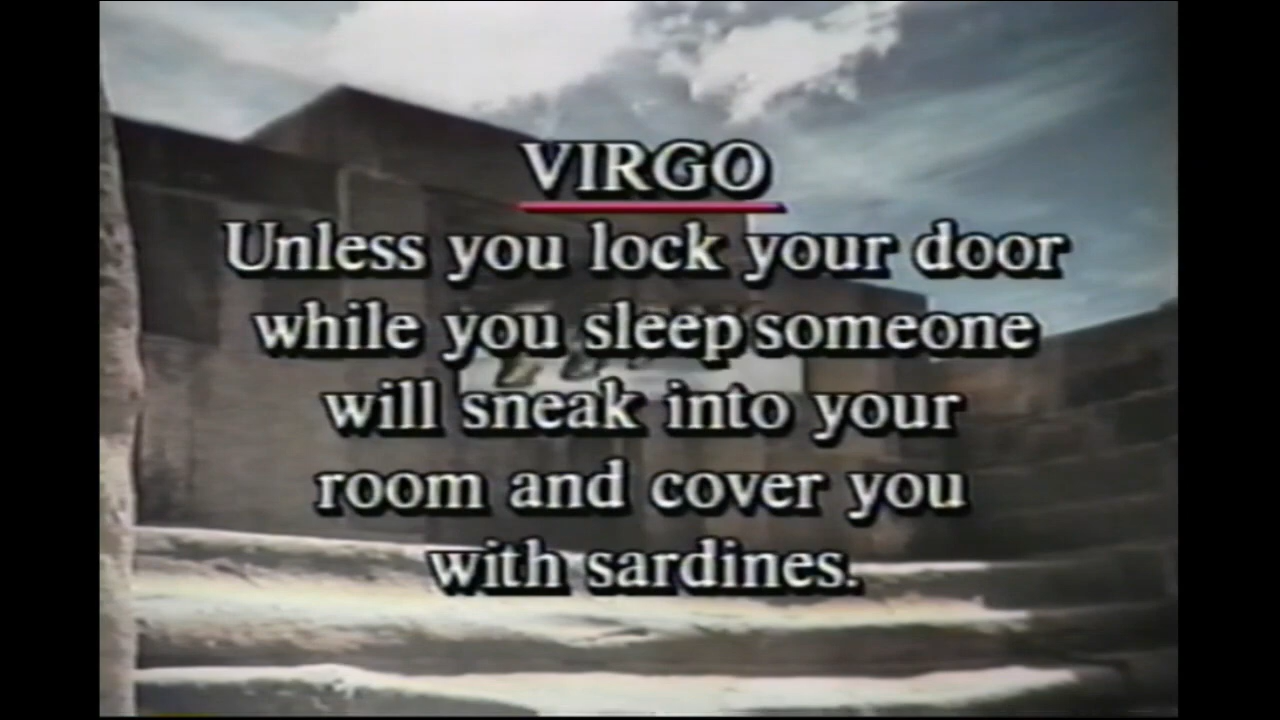 VIRGO
Unless you lock your door
while you sleep someone
will sneak into your
room and cover you
with sardines.